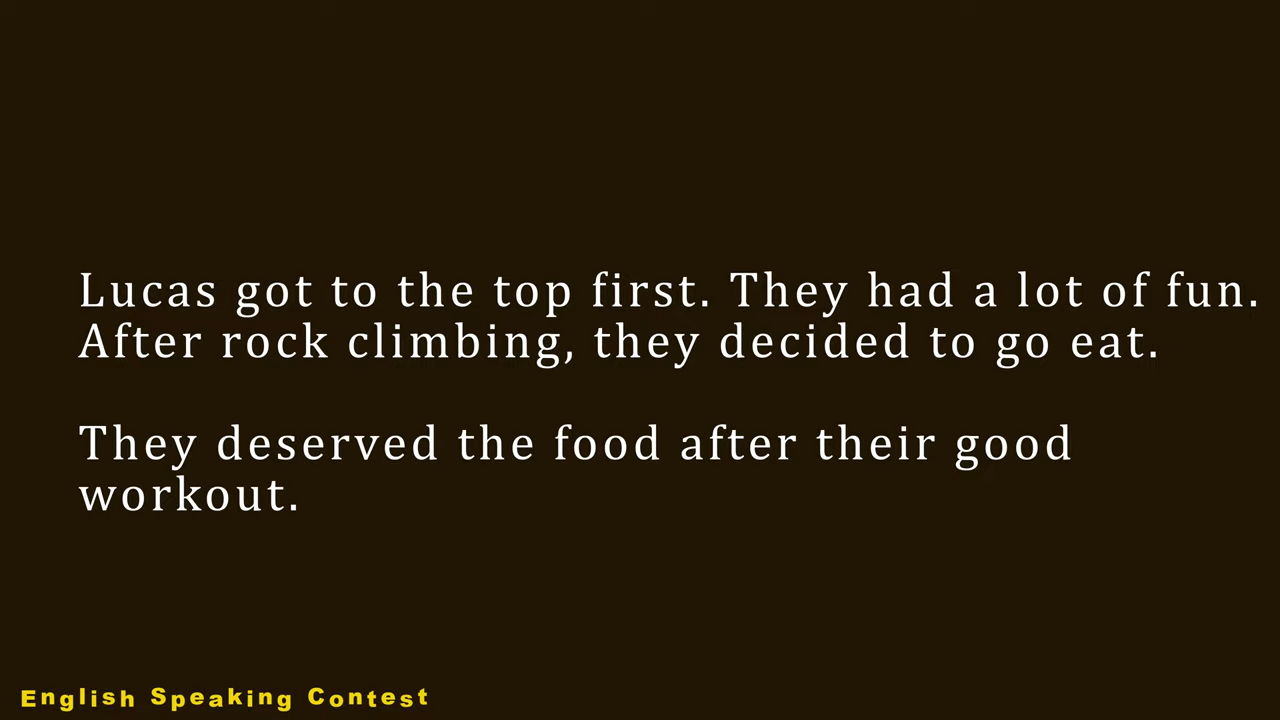 Lucas got to the top first. They had a lot of fun.
After rock climbing, they decided to go eat.
They deserved the food after their good
workout.
English Speaking Contest